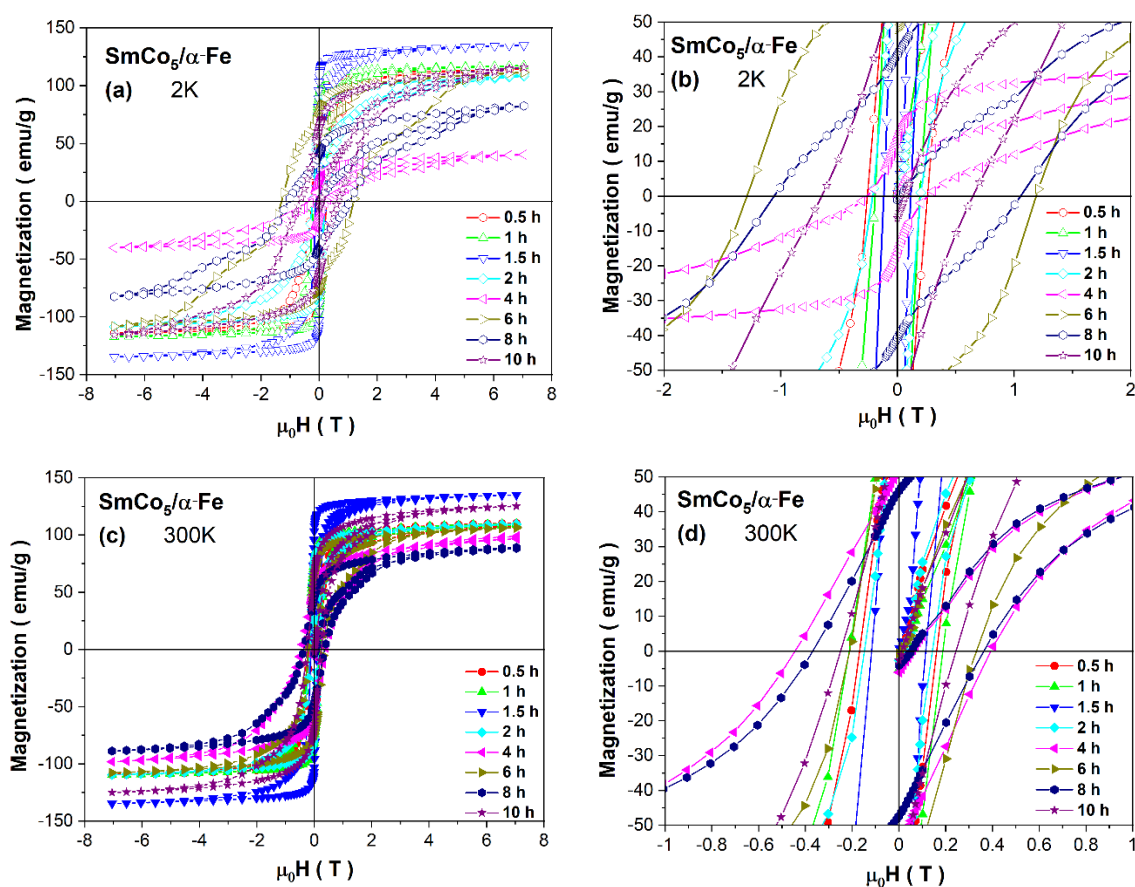 SmCo₅/α-Fe
(a) 2K
Magnetization ( emu/g )
150
100
50
0
-50
-100
-150
-8 -6 -4 -2 0 2 4 6 8
μ₀H ( T )
0.5 h
1 h
1.5 h
2 h
4 h
6 h
8 h
10 h
SmCo₅/α-Fe
(b) 2K
Magnetization ( emu/g )
50
40
30
20
10
0
-10
-20
-30
-40
-50
-2 -1 0 1 2
μ₀H ( T )
0.5 h
1 h
1.5 h
2 h
4 h
6 h
8 h
10 h
SmCo₅/α-Fe
(c) 300K
Magnetization ( emu/g )
150
100
50
0
-50
-100
-150
-8 -6 -4 -2 0 2 4 6 8
μ₀H ( T )
0.5 h
1 h
1.5 h
2 h
4 h
6 h
8 h
10 h
SmCo₅/α-Fe
(d) 300K
Magnetization ( emu/g )
50
40
30
20
10
0
-10
-20
-30
-40
-50
-1 -0.8 -0.6 -0.4 -0.2 0 0.2 0.4 0.6 0.8 1
μ₀H ( T )
0.5 h
1 h
1.5 h
2 h
4 h
6 h
8 h
10 h